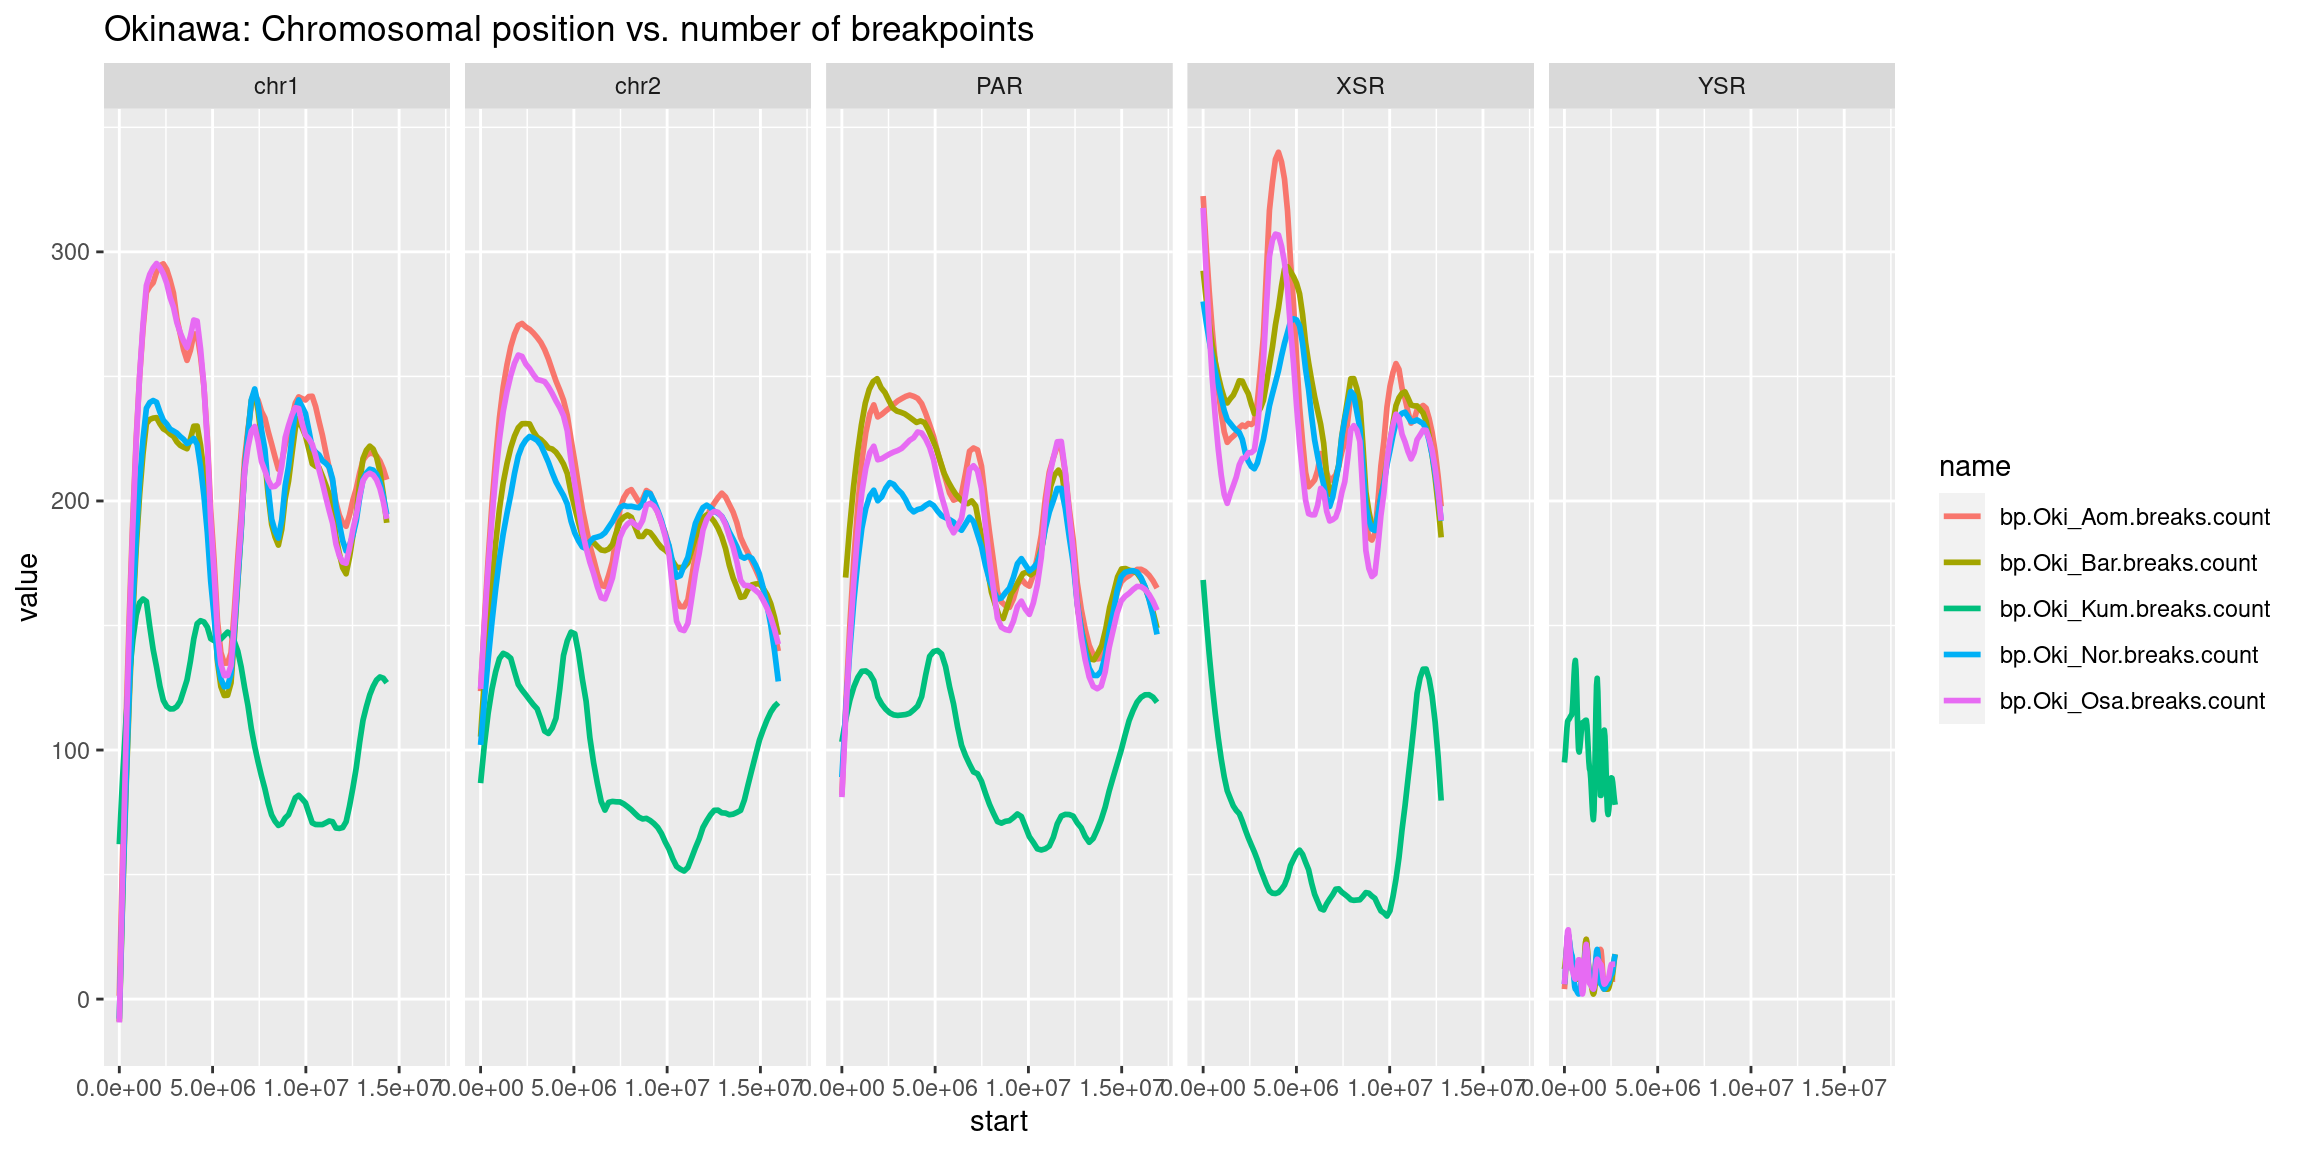 Okinawa: Chromosomal position vs. number of breakpoints
chr1 chr2 PAR XSR YSR
300
200
100
0
value
0.0e+00 5.0e+06 1.0e+07 1.5e+07 0.0e+00 5.0e+06 1.0e+07 1.5e+07 0.0e+00 5.0e+06 1.0e+07 1.5e+07 0.0e+00 5.0e+06 1.0e+07 1.5e+07 0.0e+00 5.0e+06 1.0e+07 1.5e+07
start
name
bp.Oki_Aom.breaks.count
bp.Oki_Bar.breaks.count
bp.Oki_Kum.breaks.count
bp.Oki_Nor.breaks.count
bp.Oki_Osa.breaks.count